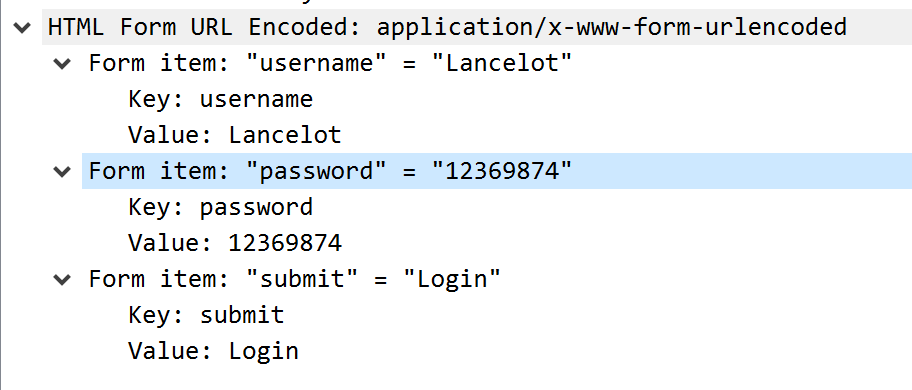 HTML Form URL Encoded: application/x-www-form-urlencoded
Form item: "username" = "Lancelot"
Key: username
Value: Lancelot
Form item: "password" = "12369874"
Key: password
Value: 12369874
Form item: "submit" = "Login"
Key: submit
Value: Login